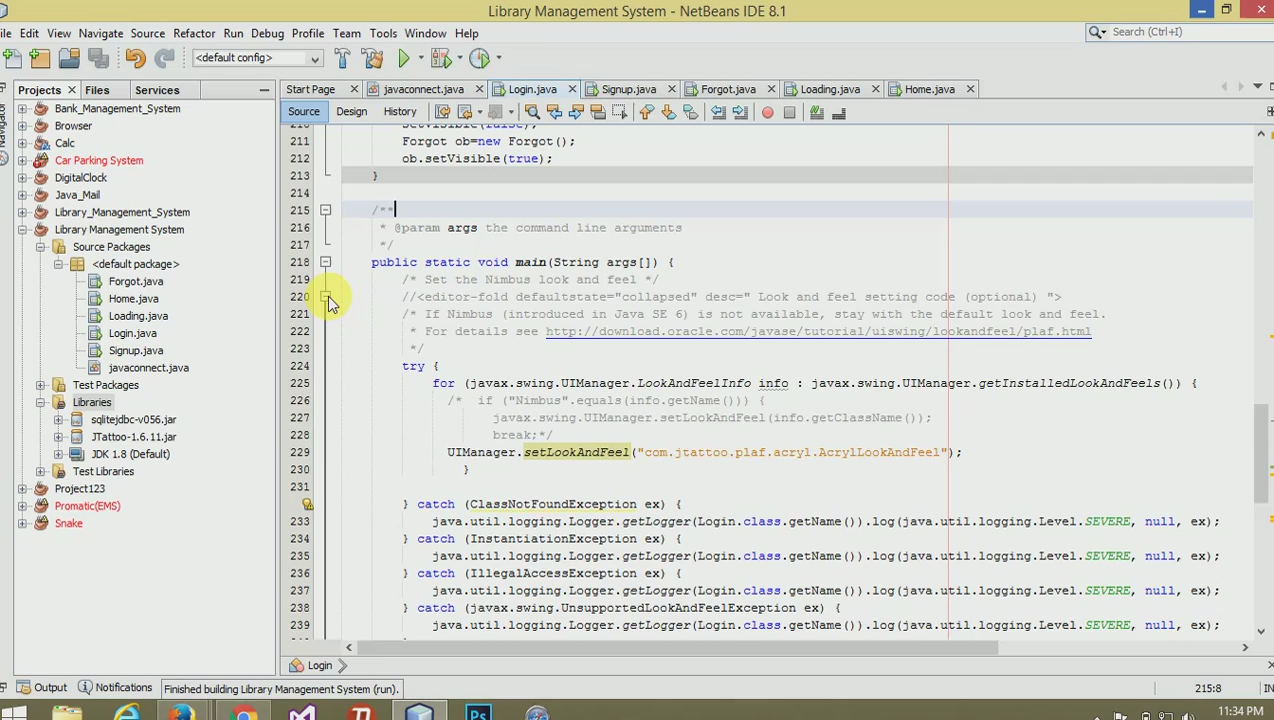 Library Management System - NetBeans IDE 8.1
File Edit View Navigate Source Refactor Run Debug Profile Team Tools Window Help
Search (Ctrl+I)
<default config>
Projects Files Services
Start Page javaconnect.java Login.java Signup.java Forgot.java Loading.java Home.java
Source Design History
Navigator
Bank_Management_System
Browser
Calc
Car Parking System
DigitalClock
Java_Mail
Library_Management_System
Library Management System
Source Packages
<default package>
Forgot.java
Home.java
Loading.java
Login.java
Signup.java
javaconnect.java
Test Packages
Libraries
sqlitejdbc-v056.jar
JTattoo-1.6.11.jar
JDK 1.8 (Default)
Test Libraries
Project123
Promatic(EMS)
Snake
210 setVisible(false);
211 Forgot ob=new Forgot();
212 ob.setVisible(true);
213 }
214
215 /**
216 * @param args the command line arguments
217 */
218 public static void main(String args[]) {
219 /* Set the Nimbus look and feel */
220 //<editor-fold defaultstate="collapsed" desc=" Look and feel setting code (optional) ">
221 /* If Nimbus (introduced in Java SE 6) is not available, stay with the default look and feel.
222 * For details see http://download.oracle.com/javase/tutorial/uiswing/lookandfeel/plaf.html
223 */
224 try {
225 for (javax.swing.UIManager.LookAndFeelInfo info : javax.swing.UIManager.getInstalledLookAndFeels()) {
226 /* if ("Nimbus".equals(info.getName())) {
227 javax.swing.UIManager.setLookAndFeel(info.getClassName());
228 break;*/
229 UIManager.setLookAndFeel("com.jtattoo.plaf.acryl.AcrylLookAndFeel");
230 }
231
} catch (ClassNotFoundException ex) {
233 java.util.logging.Logger.getLogger(Login.class.getName()).log(java.util.logging.Level.SEVERE, null, ex);
234 } catch (InstantiationException ex) {
235 java.util.logging.Logger.getLogger(Login.class.getName()).log(java.util.logging.Level.SEVERE, null, ex);
236 } catch (IllegalAccessException ex) {
237 java.util.logging.Logger.getLogger(Login.class.getName()).log(java.util.logging.Level.SEVERE, null, ex);
238 } catch (javax.swing.UnsupportedLookAndFeelException ex) {
239 java.util.logging.Logger.getLogger(Login.class.getName()).log(java.util.logging.Level.SEVERE, null, ex);
Login
Output Notifications Finished building Library Management System (run).
215:8 IN
Ps
11:34 PM